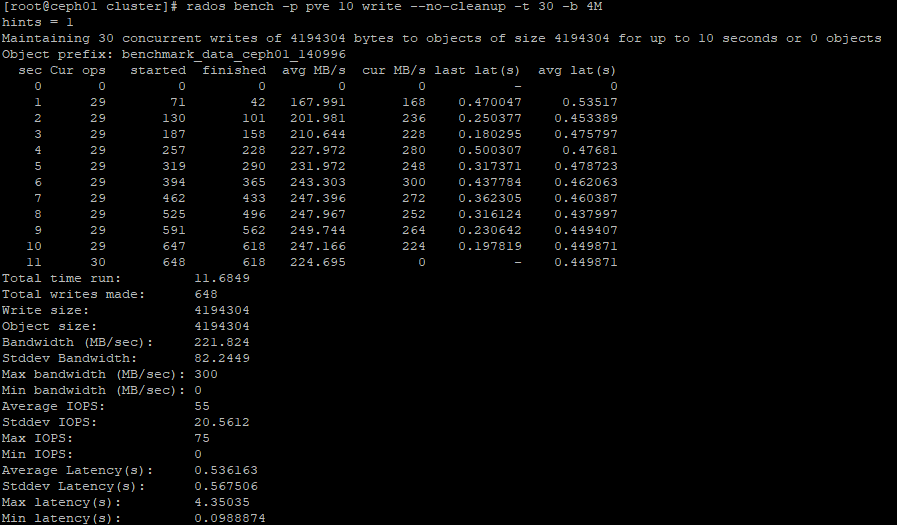 [root@ceph01 cluster]# rados bench -p pve 10 write --no-cleanup -t 30 -b 4M
hints = 1
Maintaining 30 concurrent writes of 4194304 bytes to objects of size 4194304 for up to 10 seconds or 0 objects
Object prefix: benchmark_data_ceph01_140996
  sec Cur ops   started  finished  avg MB/s  cur MB/s last lat(s)  avg lat(s)
    0       0         0         0         0         0           -           0
    1      29        71        42   167.991       168    0.470047     0.53517
    2      29       130       101   201.981       236    0.250377    0.453389
    3      29       187       158   210.644       228    0.180295    0.475797
    4      29       257       228   227.972       280    0.500307     0.47681
    5      29       319       290   231.972       248    0.317371    0.478723
    6      29       394       365   243.303       300    0.437784    0.462063
    7      29       462       433   247.396       272    0.362305    0.460387
    8      29       525       496   247.967       252    0.316124    0.437997
    9      29       591       562   249.744       264    0.230642    0.449407
   10      29       647       618   247.166       224    0.197819    0.449871
   11      30       648       618   224.695         0           -    0.449871
Total time run:         11.6849
Total writes made:      648
Write size:             4194304
Object size:            4194304
Bandwidth (MB/sec):     221.824
Stddev Bandwidth:       82.2449
Max bandwidth (MB/sec): 300
Min bandwidth (MB/sec): 0
Average IOPS:           55
Stddev IOPS:            20.5612
Max IOPS:               75
Min IOPS:               0
Average Latency(s):     0.536163
Stddev Latency(s):      0.567506
Max latency(s):         4.35035
Min latency(s):         0.0988874